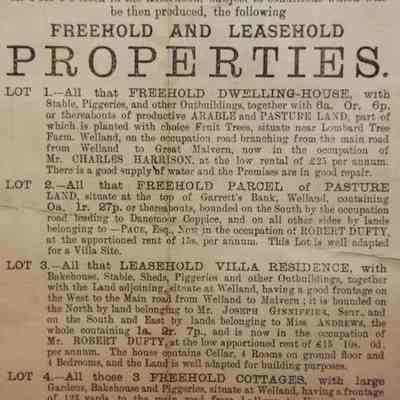 be then produced, the following
FREEHOLD AND LEASEHOLD
PROPERTIES.
LOT 1.—All that FREEHOLD DWELLING-HOUSE, with
Stable, Piggeries, and other Outbuildings, together with 6a. 0r. 6p.
or thereabouts of productive ARABLE and PASTURE LAND, part of
which is planted with choice Fruit Trees, situate near Lombard Tree
Farm, Welland, on the occupation road branching from the main road
from Welland to Great Malvern, now in the occupation of
Mr. CHARLES HARRISON, at the low rental of £25 per annum.
There is a good supply of water and the Premises are in good repair.
LOT 2.—All that FREEHOLD PARCEL of PASTURE
LAND, situate at the top of Garrett's Bank, Welland, containing
0a. 1r. 27p. or thereabouts, bounded on the South by the occupation
road leading to Danemoor Coppice, and on all other sides by lands
belonging to — PACE, Esq., Now in the occupation of ROBERT DUFTY,
at the apportioned rent of 15s. per annum. This Lot is well adapted
for a Villa Site.
LOT 3.—All that LEASEHOLD VILLA RESIDENCE, with
Bakehouse, Stable, Sheds, Piggeries and other Outbuildings, together
with the Land adjoining, situate at Welland, having a good frontage on
the West to the Main road from Welland to Malvern; it is bounded on
the North by land belonging to Mr. JOSEPH GINNIFEIR, Senr., and
on the South and East by lands belonging to Miss ANDREWS, the
whole containing 1a. 2r. 7p., and is now in the occupation of
Mr. ROBERT DUFTY, at the low apportioned rent of £15 10s. 0d.
per annum. The house contains Cellar, 4 Rooms on ground floor and
4 Bedrooms, and the Land is well adapted for building purposes.
LOT 4.—All those 3 FREEHOLD COTTAGES, with large
Gardens, Bakehouse and Piggeries, situate at Welland, having a frontage